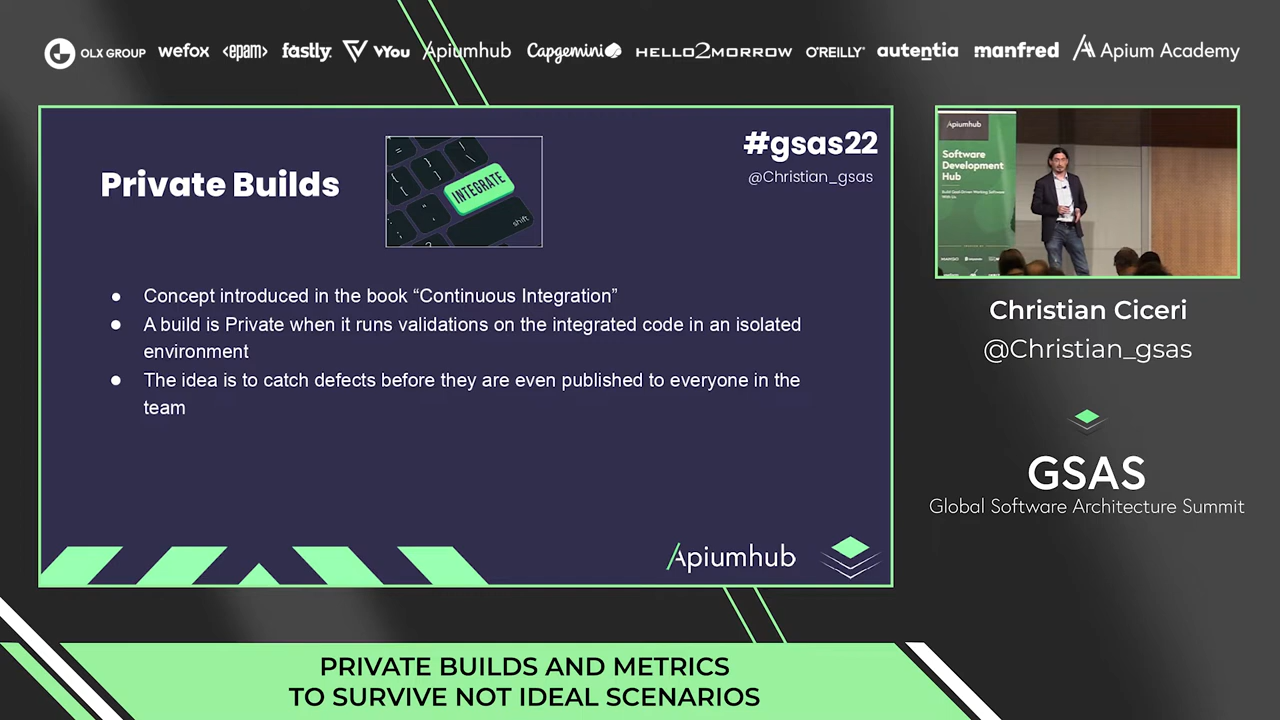 OLX GROUP wefox <epam> fastly VYou Apiumhub Capgemini HELLO2MORROW O'REILLY autentia manfred Apium Academy
Private Builds
INTEGRATE
shift
#gsas22
@Christian_gsas
● Concept introduced in the book “Continuous Integration”
● A build is Private when it runs validations on the integrated code in an isolated
environment
● The idea is to catch defects before they are even published to everyone in the
team
Apiumhub
Apiumhub
Software
Development
Hub
Christian Ciceri
@Christian_gsas
GSAS
Global Software Architecture Summit
PRIVATE BUILDS AND METRICS
TO SURVIVE NOT IDEAL SCENARIOS